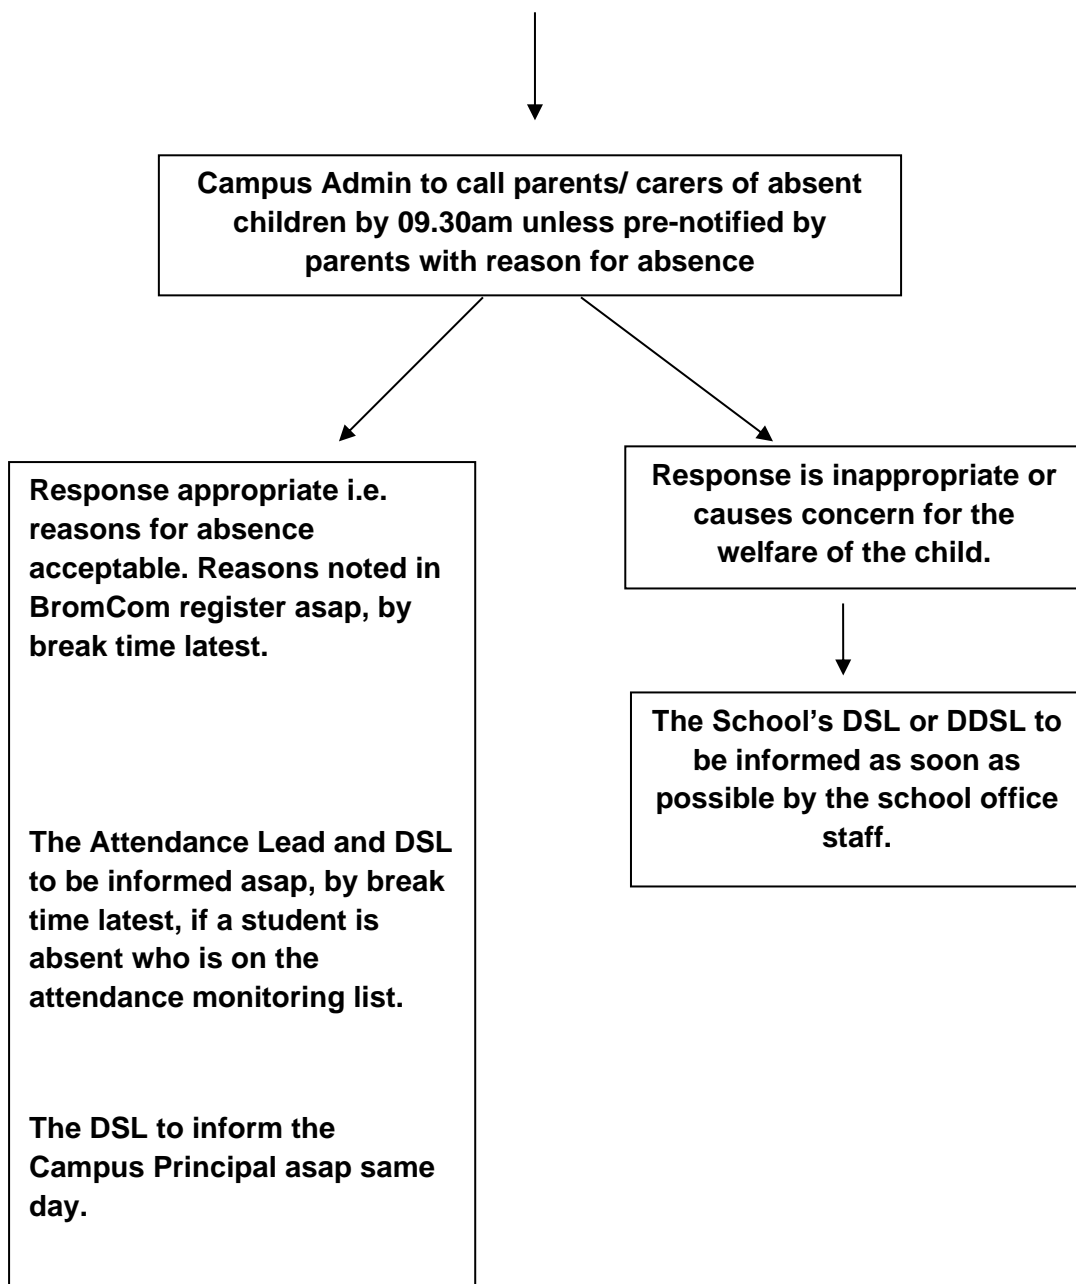 Campus Admin to call parents/ carers of absent
children by 09.30am unless pre-notified by
parents with reason for absence
Response appropriate i.e.
reasons for absence
acceptable. Reasons noted in
BromCom register asap, by
break time latest.
The Attendance Lead and DSL
to be informed asap, by break
time latest, if a student is
absent who is on the
attendance monitoring list.
The DSL to inform the
Campus Principal asap same
day.
Response is inappropriate or
causes concern for the
welfare of the child.
The School’s DSL or DDSL to
be informed as soon as
possible by the school office
staff.